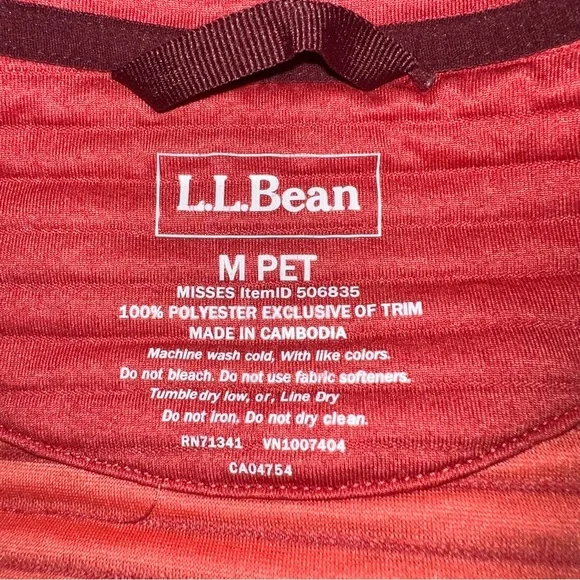 L.L.Bean
M PET
MISSES ItemID 506835
100% POLYESTER EXCLUSIVE OF TRIM
MADE IN CAMBODIA
Machine wash cold, With like colors.
Do not bleach. Do not use fabric softeners.
Tumble dry low, or, Line Dry
Do not Iron, Do not dry clean.
RN71341 VN1007404
CA04754